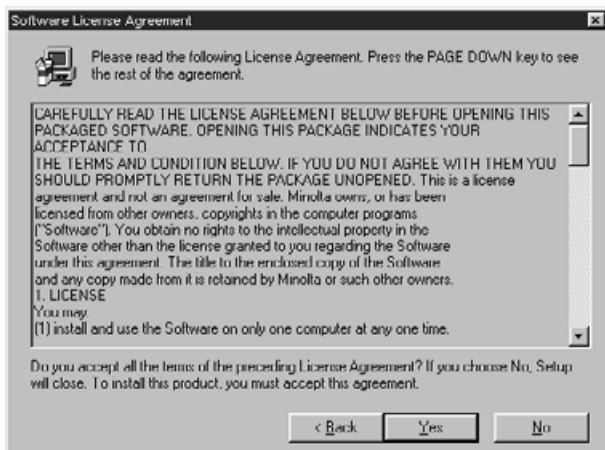 Software License Agreement
Please read the following License Agreement. Press the PAGE DOWN key to see
the rest of the agreement.
CAREFULLY READ THE LICENSE AGREEMENT BELOW BEFORE OPENING THIS
PACKAGED SOFTWARE. OPENING THIS PACKAGE INDICATES YOUR
ACCEPTANCE TO
THE TERMS AND CONDITION BELOW. IF YOU DO NOT AGREE WITH THEM YOU
SHOULD PROMPTLY RETURN THE PACKAGE UNOPENED. This is a license
agreement and not an agreement for sale. Minolta owns, or has been
licensed from other owners, copyrights in the computer programs
("Software"). You obtain no rights to the intellectual property in the
Software other than the license granted to you regarding the Software
under this agreement. The title to the enclosed copy of the Software
and any copy made from it is retained by Minolta or such other owners.
1. LICENSE
You may:
(1) install and use the Software on only one computer at any one time.
Do you accept all the terms of the preceding License Agreement? If you choose No, Setup
will close. To install this product, you must accept this agreement.
< Back Yes No